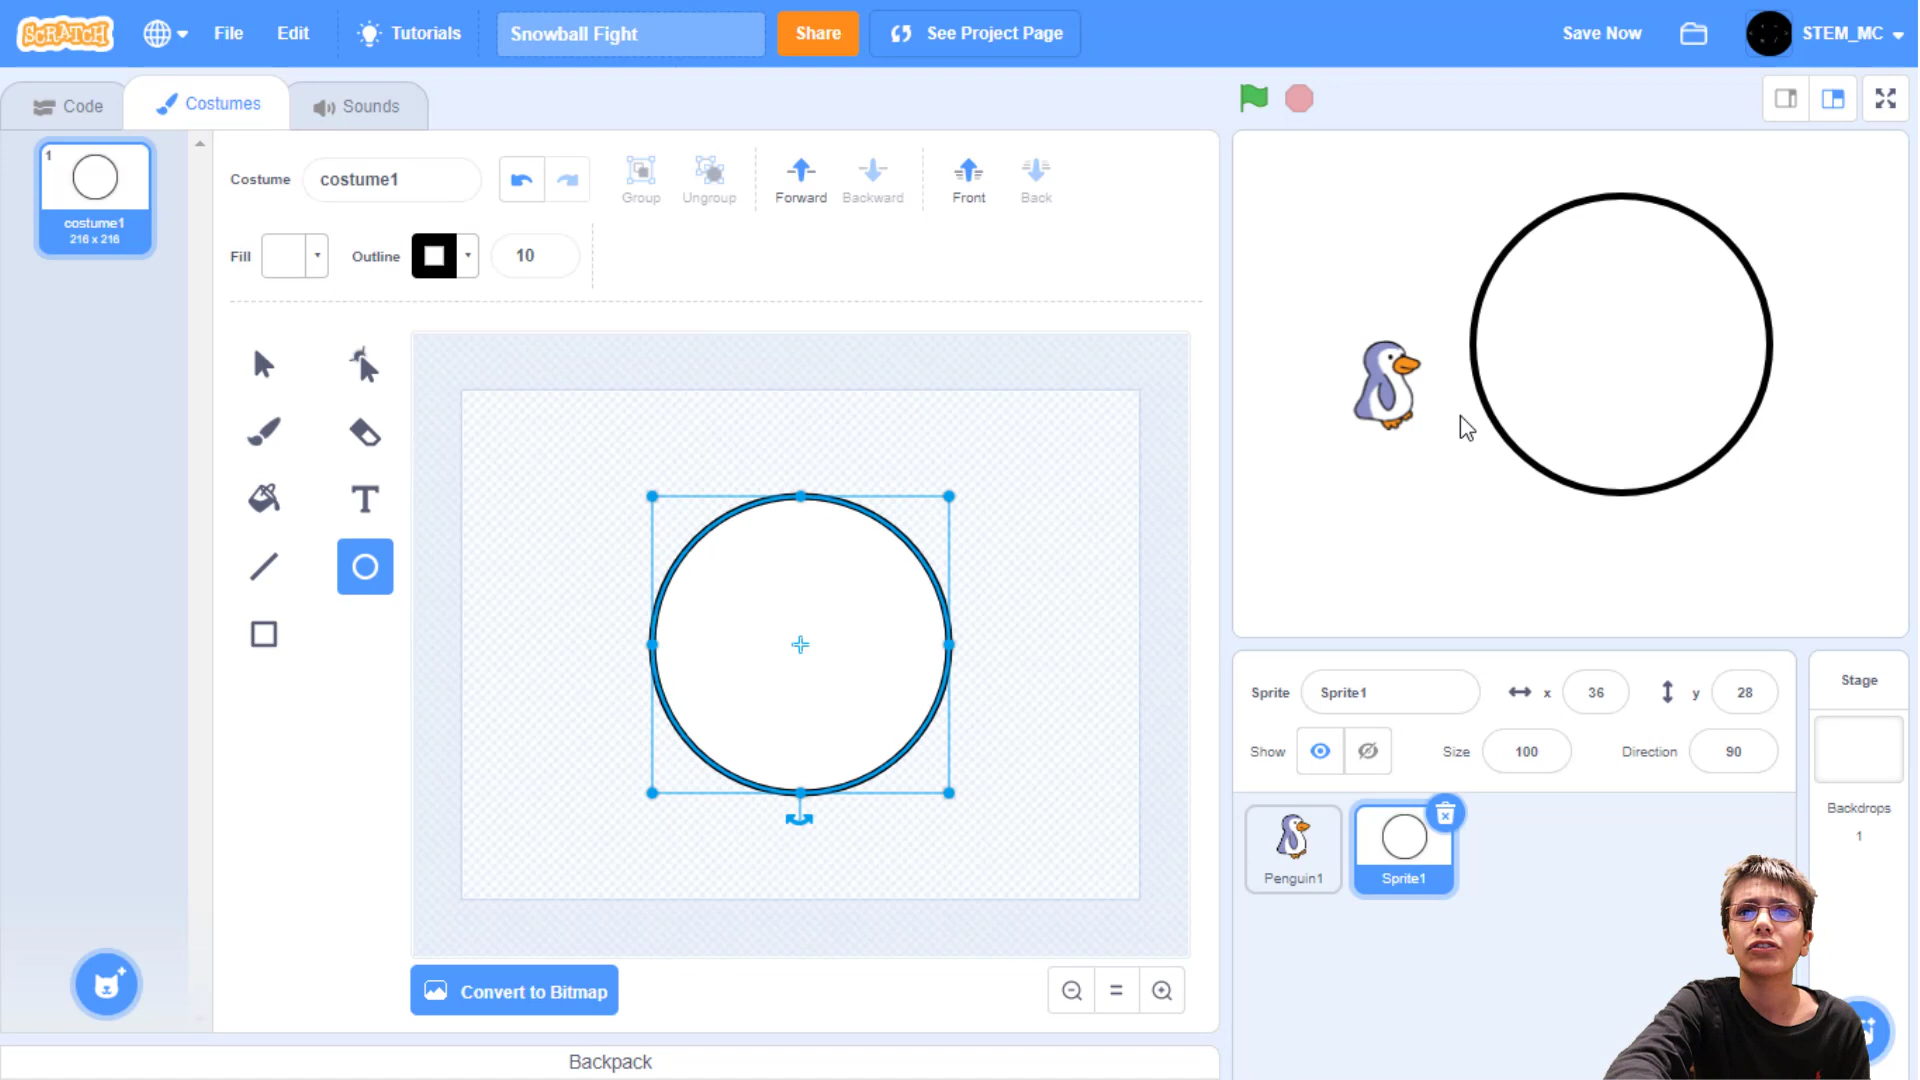 SCRATCH File Edit Tutorials Snowball Fight Share See Project Page Save Now STEM_MC
Code Costumes Sounds
1
costume1
216 x 216
Costume costume1 Group Ungroup Forward Backward Front Back
Fill Outline 10
Convert to Bitmap
Backpack
Sprite Sprite1 x 36 y 28
Show Size 100 Direction 90
Penguin1
Sprite1
Stage
Backdrops
1